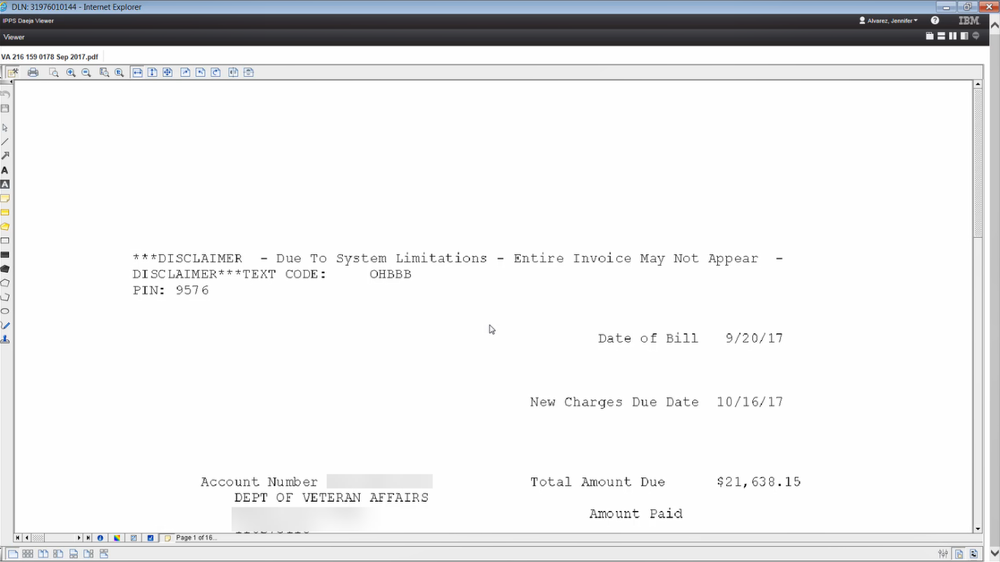 DLN: 31976010144 - Internet Explorer
IPPS Daeja Viewer
Alvarez, Jennifer
?
IBM
Viewer
VA 216 159 0178 Sep 2017.pdf
***DISCLAIMER - Due To System Limitations - Entire Invoice May Not Appear -
DISCLAIMER***TEXT CODE: OHBBB
PIN: 9576
Date of Bill 9/20/17
New Charges Due Date 10/16/17
Account Number
Total Amount Due $21,638.15
DEPT OF VETERAN AFFAIRS
Amount Paid
Page 1 of 16...